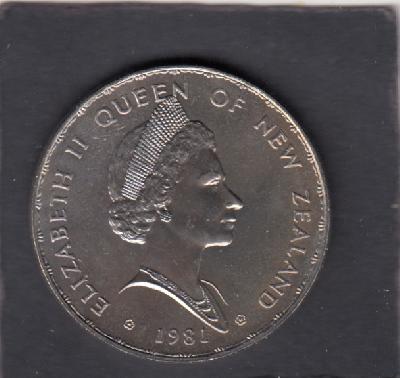 ELIZABETH II QUEEN OF NEW ZEALAND
1981